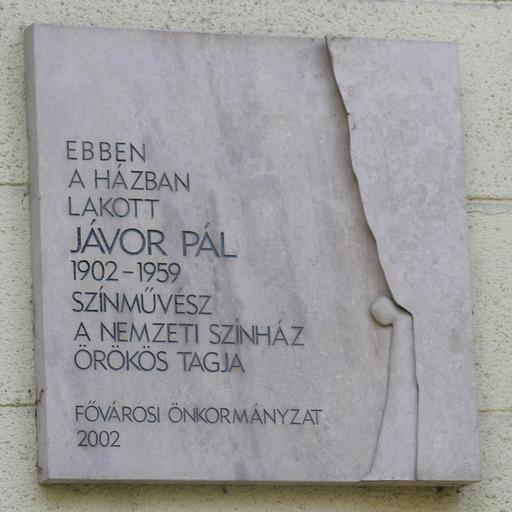 EBBEN
A HÁZBAN
LAKOTT
JÁVOR PÁL
1902-1959
SZÍNMŰVÉSZ
A NEMZETI SZÍNHÁZ
ÖRÖKÖS TAGJA
FŐVÁROSI ÖNKORMÁNYZAT
2002